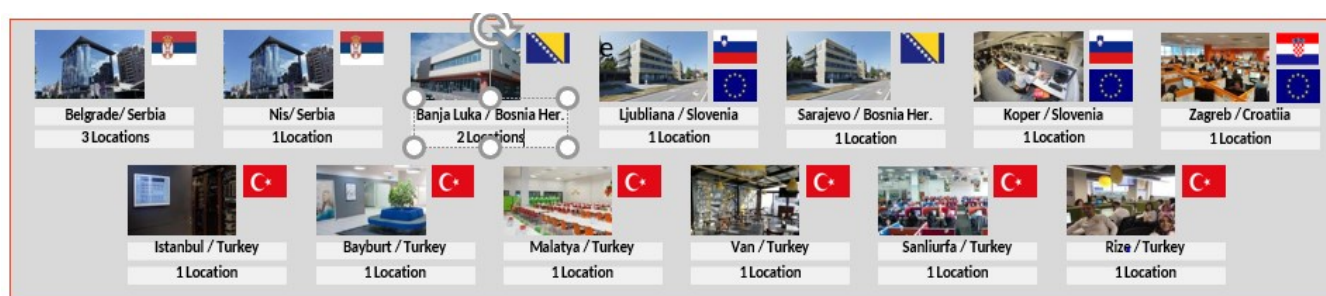 e
Belgrade/ Serbia
Nis/ Serbia
Banja Luka / Bosnia Her.
Ljubliana / Slovenia
Sarajevo / Bosnia Her.
Koper / Slovenia
Zagreb / Croatiia
3 Locations
1 Location
2 Locations
1 Location
1 Location
1 Location
1 Location
Istanbul / Turkey
Bayburt / Turkey
Malatya / Turkey
Van / Turkey
Sanliurfa / Turkey
Rize / Turkey
1 Location
1 Location
1 Location
1 Location
1 Location
1 Location